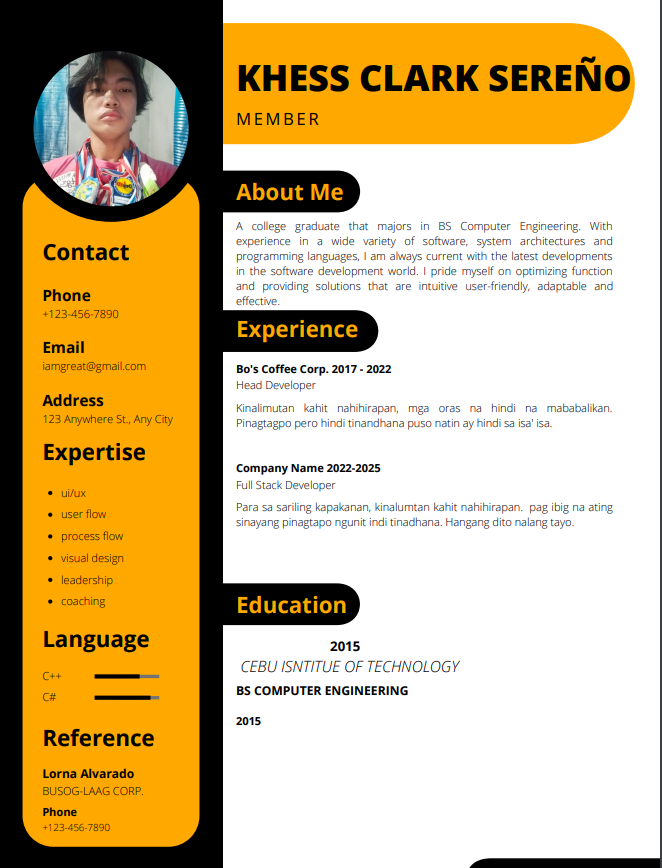 KHESS CLARK SEREÑO
MEMBER
Contact
Phone
+123-456-7890
Email
iamgreat@gmail.com
Address
123 Anywhere St., Any City
Expertise
ui/ux
user flow
process flow
visual design
leadership
coaching
Language
C++
C#
Reference
Lorna Alvarado
BUSOG-LAAG CORP.
Phone
+123-456-7890
About Me
A college graduate that majors in BS Computer Engineering. With
experience in a wide variety of software, system architectures and
programming languages, I am always current with the latest developments
in the software development world. I pride myself on optimizing function
and providing solutions that are intuitive user-friendly, adaptable and
effective.
Experience
Bo's Coffee Corp. 2017 - 2022
Head Developer
Kinalimutan kahit nahihirapan, mga oras na hindi na mababalikan.
Pinagtagpo pero hindi tinandhana puso natin ay hindi sa isa' isa.
Company Name 2022-2025
Full Stack Developer
Para sa sariling kapakanan, kinalumtan kahit nahihirapan. pag ibig na ating
sinayang pinagtapo ngunit indi tinadhana. Hangang dito nalang tayo.
Education
2015
CEBU ISNTITUE OF TECHNOLOGY
BS COMPUTER ENGINEERING
2015